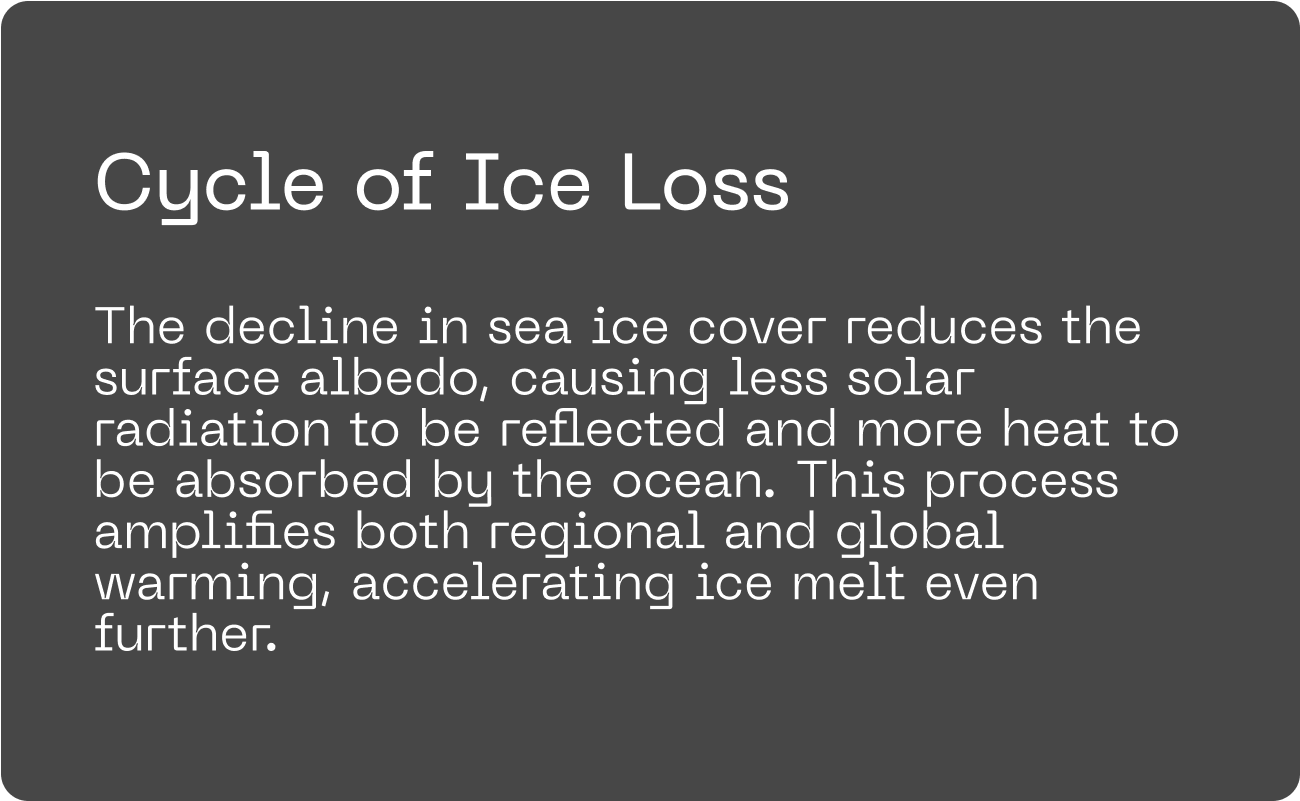 Cycle of Ice Loss
The decline in sea ice cover reduces the
surface albedo, causing less solar
radiation to be reflected and more heat to
be absorbed by the ocean. This process
amplifies both regional and global
warming, accelerating ice melt even
further.